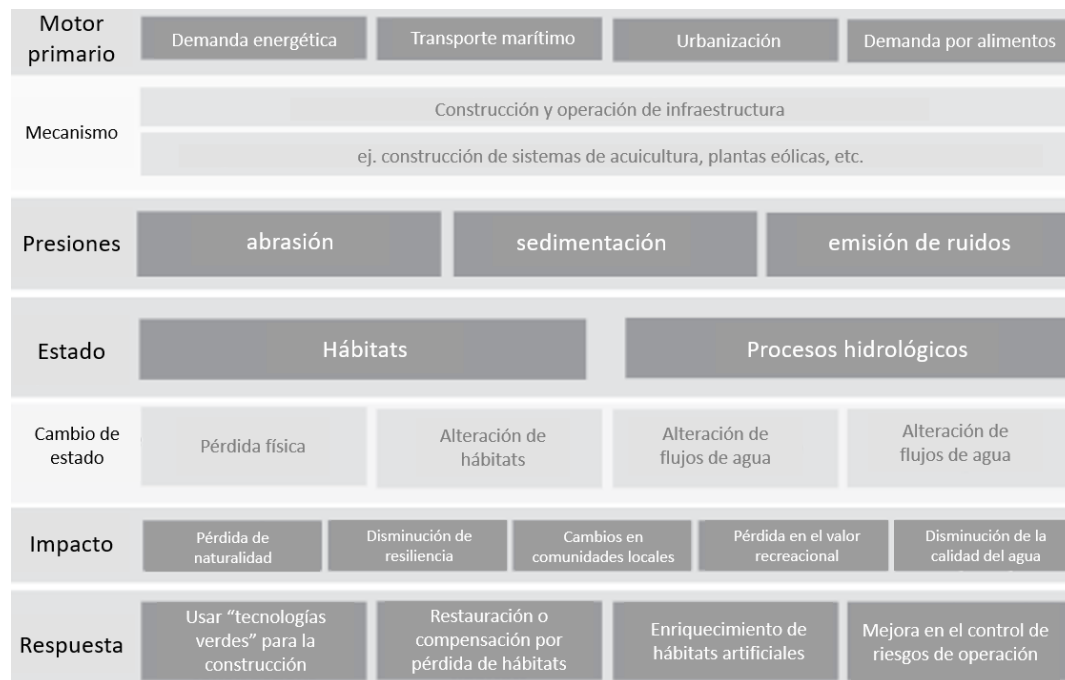 Motor
primario
Demanda energética
Transporte marítimo
Urbanización
Demanda por alimentos
Mecanismo
Construcción y operación de infraestructura
ej. construcción de sistemas de acuicultura, plantas eólicas, etc.
Presiones
abrasión
sedimentación
emisión de ruidos
Estado
Hábitats
Procesos hidrológicos
Cambio de
estado
Pérdida física
Alteración de
hábitats
Alteración de
flujos de agua
Alteración de
flujos de agua
Impacto
Pérdida de
naturalidad
Disminución de
resiliencia
Cambios en
comunidades locales
Pérdida en el valor
recreacional
Disminución de la
calidad del agua
Respuesta
Usar “tecnologías
verdes” para la
construcción
Restauración o
compensación por
pérdida de hábitats
Enriquecimiento de
hábitats artificiales
Mejora en el control de
riesgos de operación